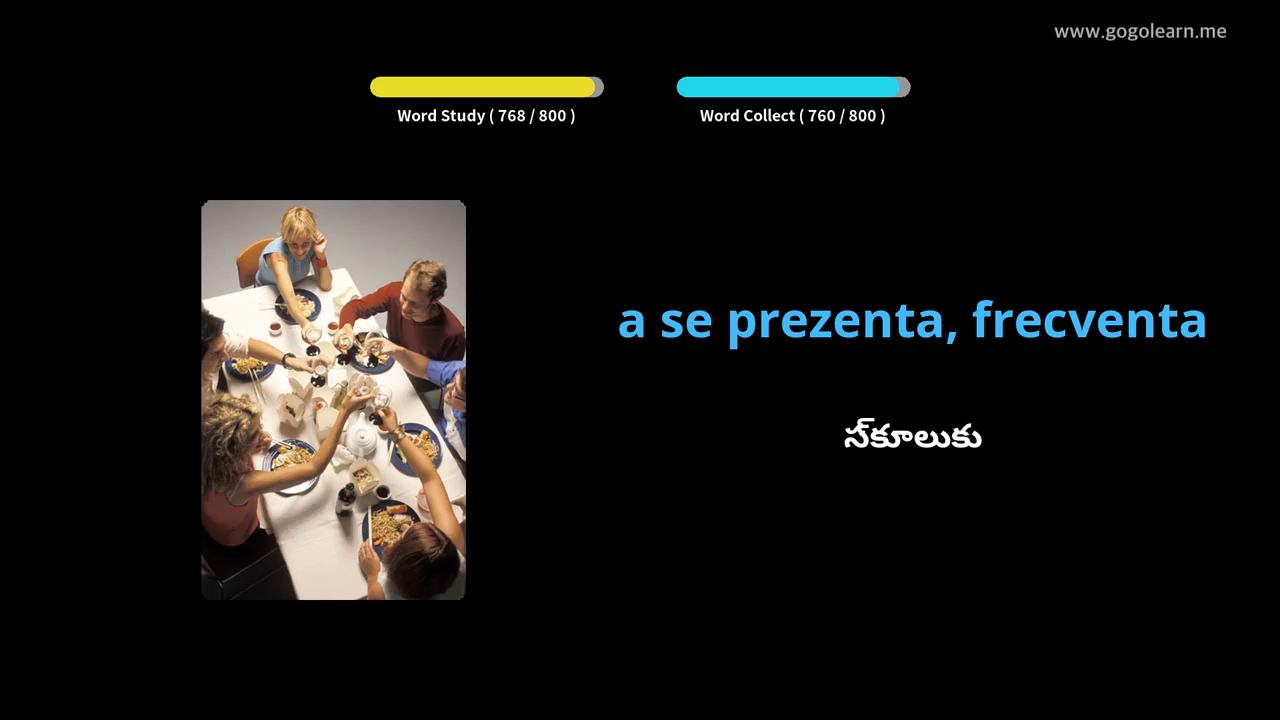 www.gogolearn.me
Word Study ( 768 / 800 )
Word Collect ( 760 / 800 )
a se prezenta, frecventa
స్‌కూలుకు